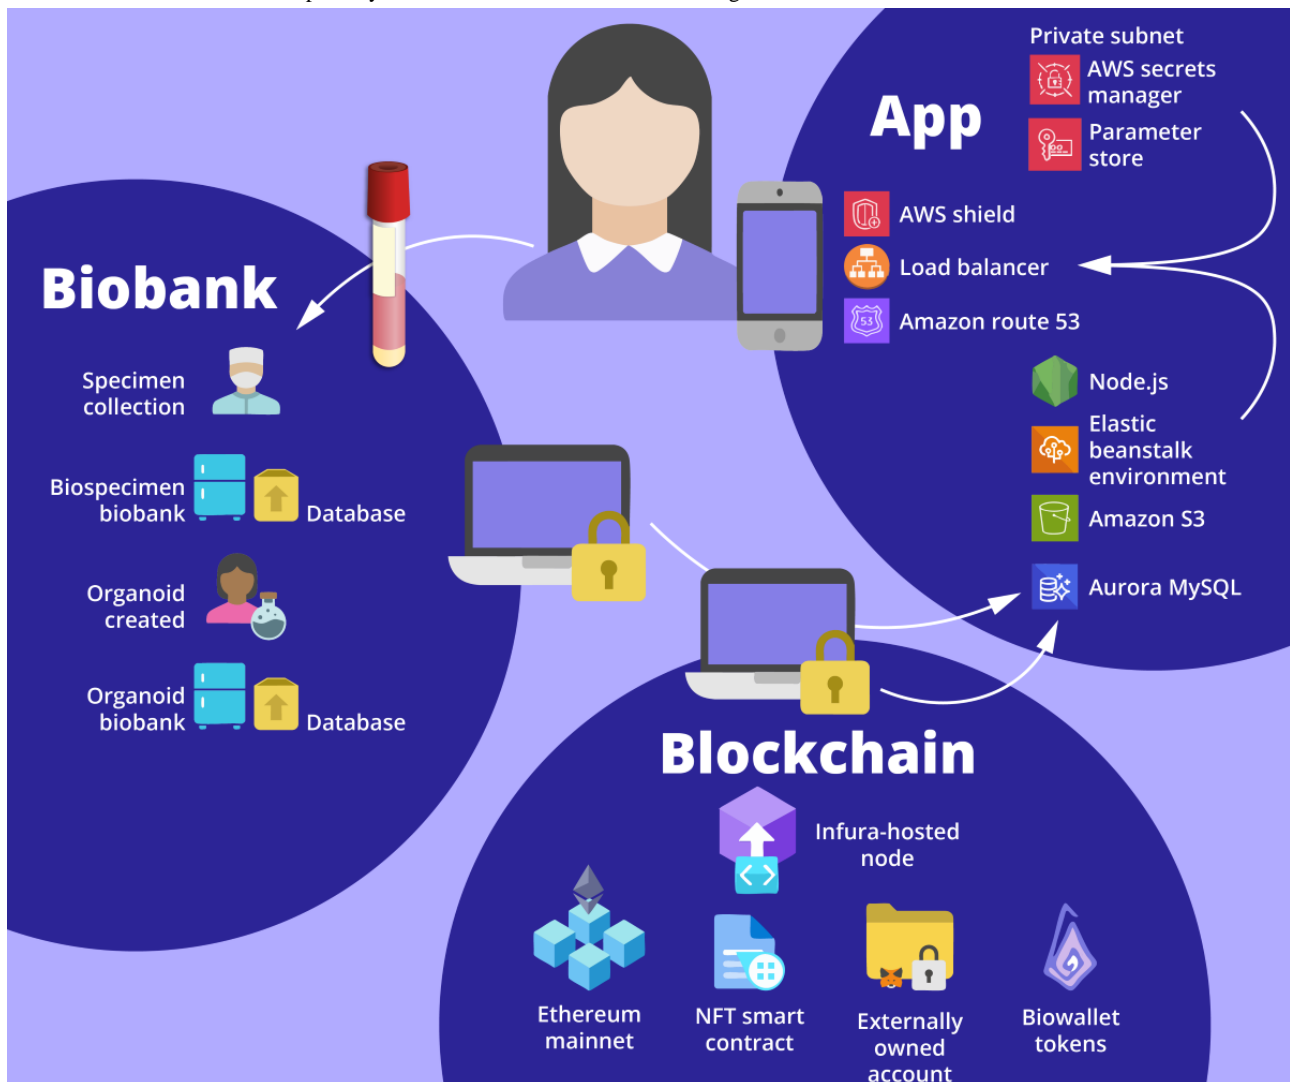 Private subnet
AWS secrets
manager
Parameter
store
App
AWS shield
Load balancer
Amazon route 53
53
Node.js
Elastic
beanstalk
environment
Amazon S3
Aurora MySQL
Biobank
Specimen
collection
Biospecimen
biobank
Database
Organoid
created
Organoid
biobank
Database
Blockchain
Infura-hosted
node
Ethereum
mainnet
NFT smart
contract
Externally
owned
account
Biowallet
tokens